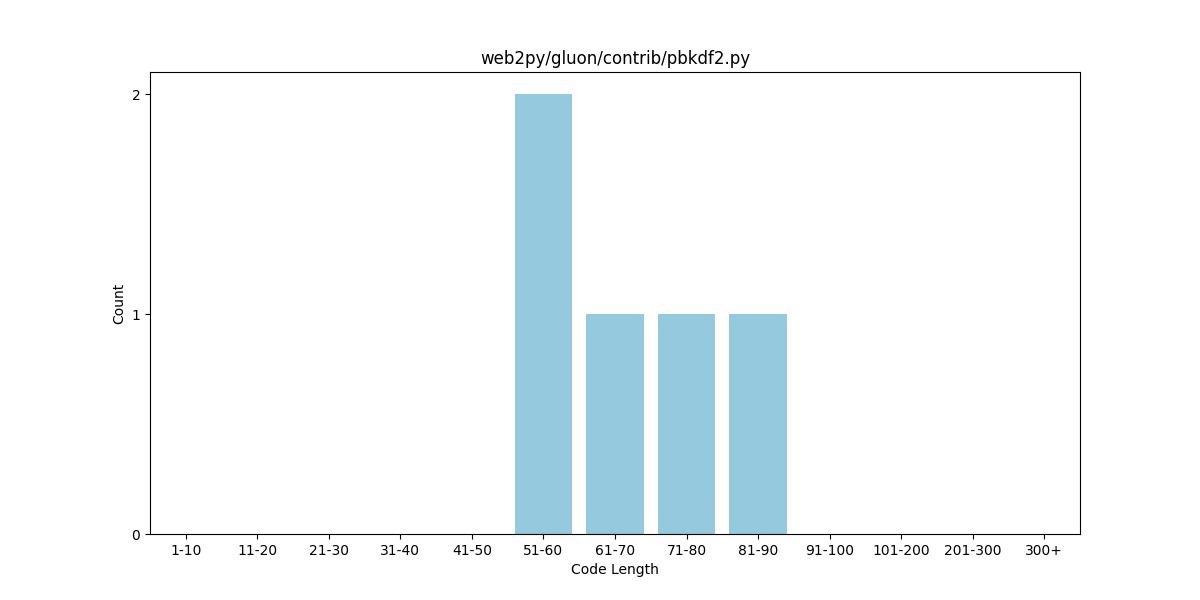 web2py/gluon/contrib/pbkdf2.py
2
1
0
Count
1-10 11-20 21-30 31-40 41-50 51-60 61-70 71-80 81-90 91-100 101-200 201-300 300+
Code Length